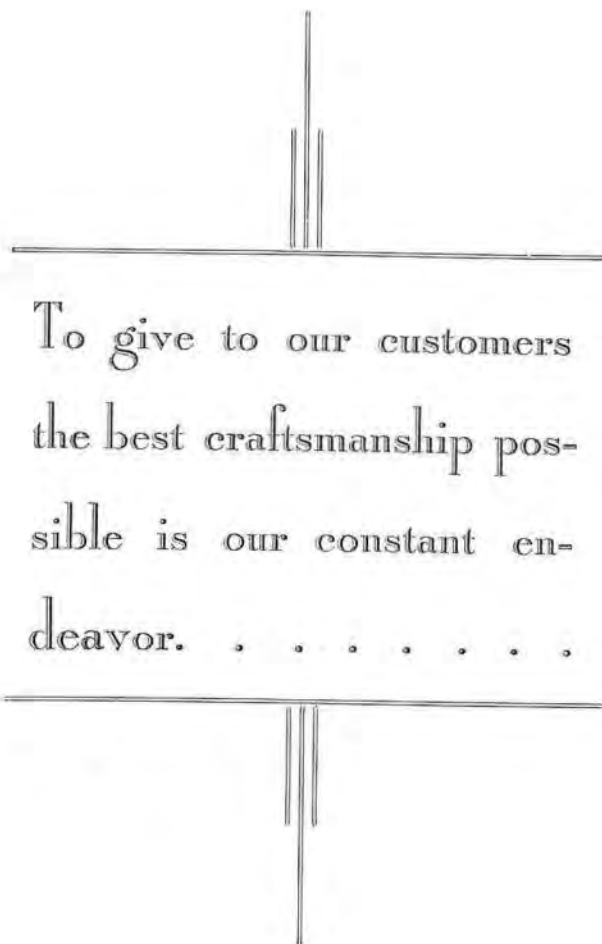 To give to our customers
the best craftsmanship pos-
sible is our constant en-
deavor. . . . . . . .